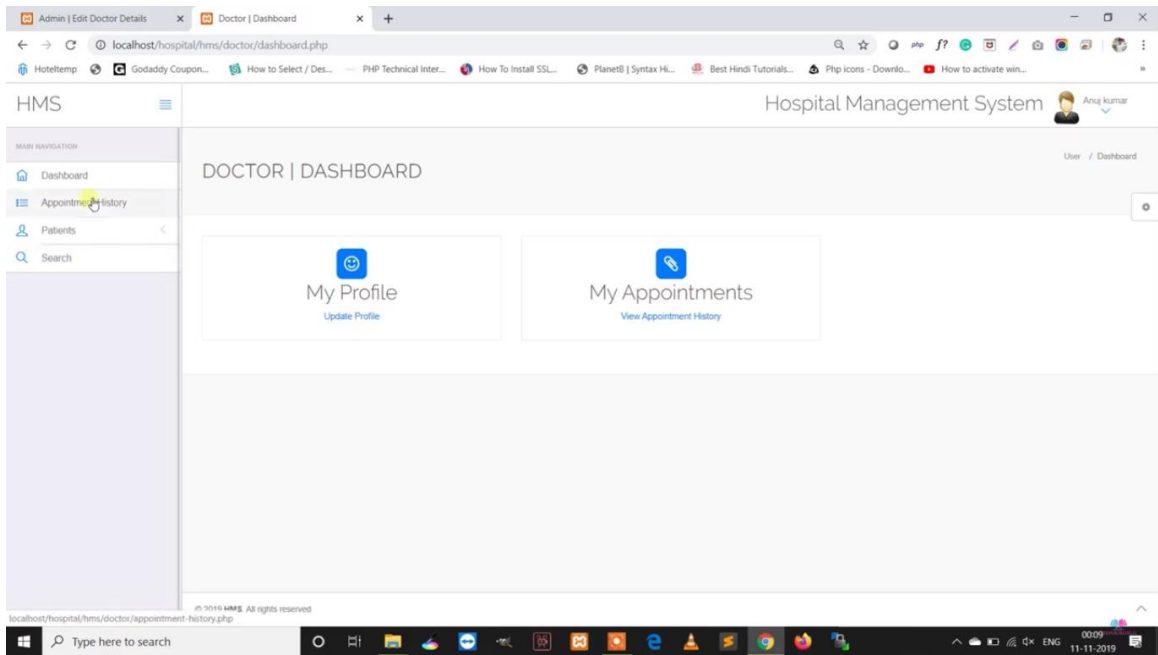 Admin | Edit Doctor Details
Doctor | Dashboard
localhost/hospital/hms/doctor/dashboard.php
php
f?
Hoteltemp
Godaddy Coupon...
How to Select / Des...
PHP Technical Inter...
How To Install SSL...
PlanetB | Syntax Hi...
Best Hindi Tutorials...
Php icons - Downlo...
How to activate win...
HMS
Hospital Management System
Anuj kumar
MAIN NAVIGATION
User / Dashboard
Dashboard
DOCTOR | DASHBOARD
Appointment History
Patients
Search
My Profile
Update Profile
My Appointments
View Appointment History
© 2019 HMS. All rights reserved
localhost/hospital/hms/doctor/appointment-history.php
Type here to search
ENG
00:09
11-11-2019